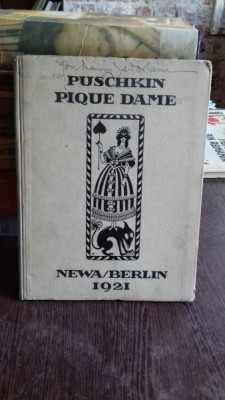 PUSCHKIN
PIQUE DAME
NEWA/BERLIN
1921